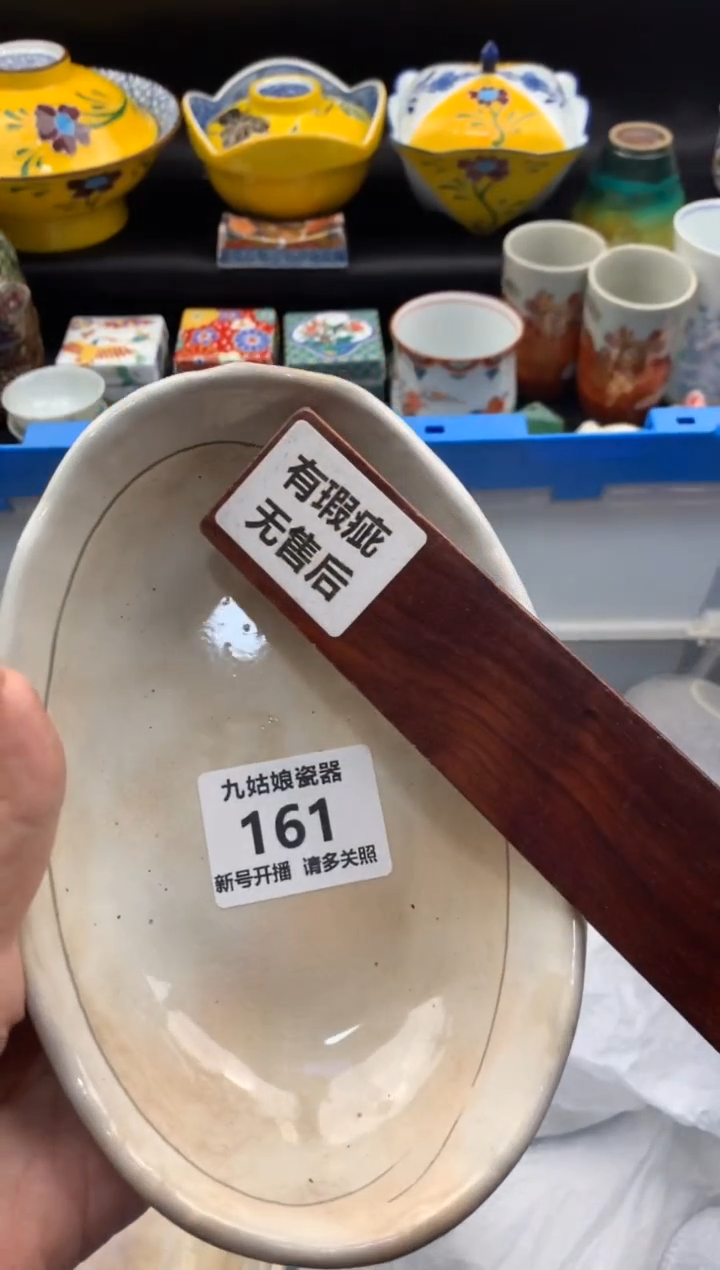 有瑕疵
无售后
九姑娘瓷器
161
新号开播 请多关照